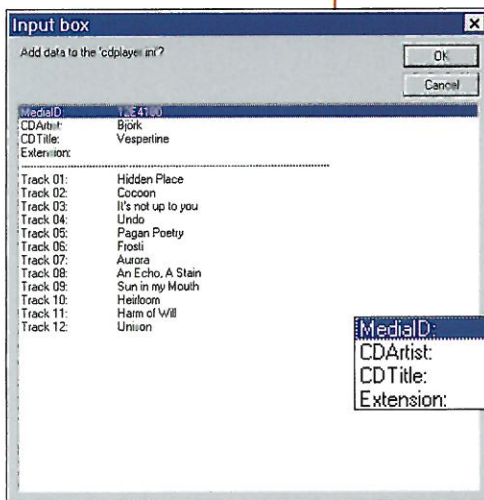 Input box
Add data to the 'cdplayer.ini'?
OK
Cancel
MediaID: 12E4100
CDArtist: Björk
CDTitle: Vespertine
Extension:
Track 01: Hidden Place
Track 02: Cocoon
Track 03: It's not up to you
Track 04: Undo
Track 05: Pagan Poetry
Track 06: Frosti
Track 07: Aurora
Track 08: An Echo, A Stain
Track 09: Sun in my Mouth
Track 10: Heirloom
Track 11: Harm of Will
Track 12: Unison
MediaID:
CDArtist:
CDTitle:
Extension: